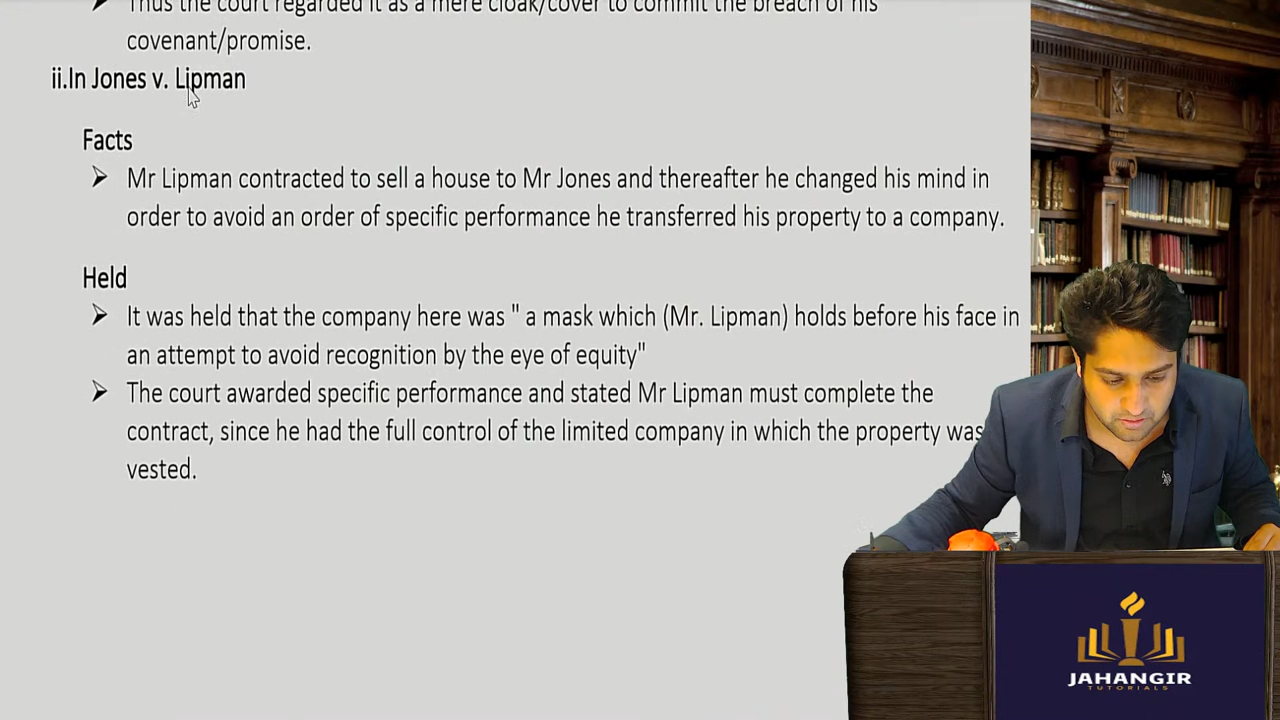 Thus the court regarded it as a mere cloak/cover to commit the breach of his
covenant/promise.
ii.In Jones v. Lipman
Facts
Mr Lipman contracted to sell a house to Mr Jones and thereafter he changed his mind in
order to avoid an order of specific performance he transferred his property to a company.
Held
It was held that the company here was " a mask which (Mr. Lipman) holds before his face in
an attempt to avoid recognition by the eye of equity"
The court awarded specific performance and stated Mr Lipman must complete the
contract, since he had the full control of the limited company in which the property was
vested.
JAHANGIR
TUTORIALS